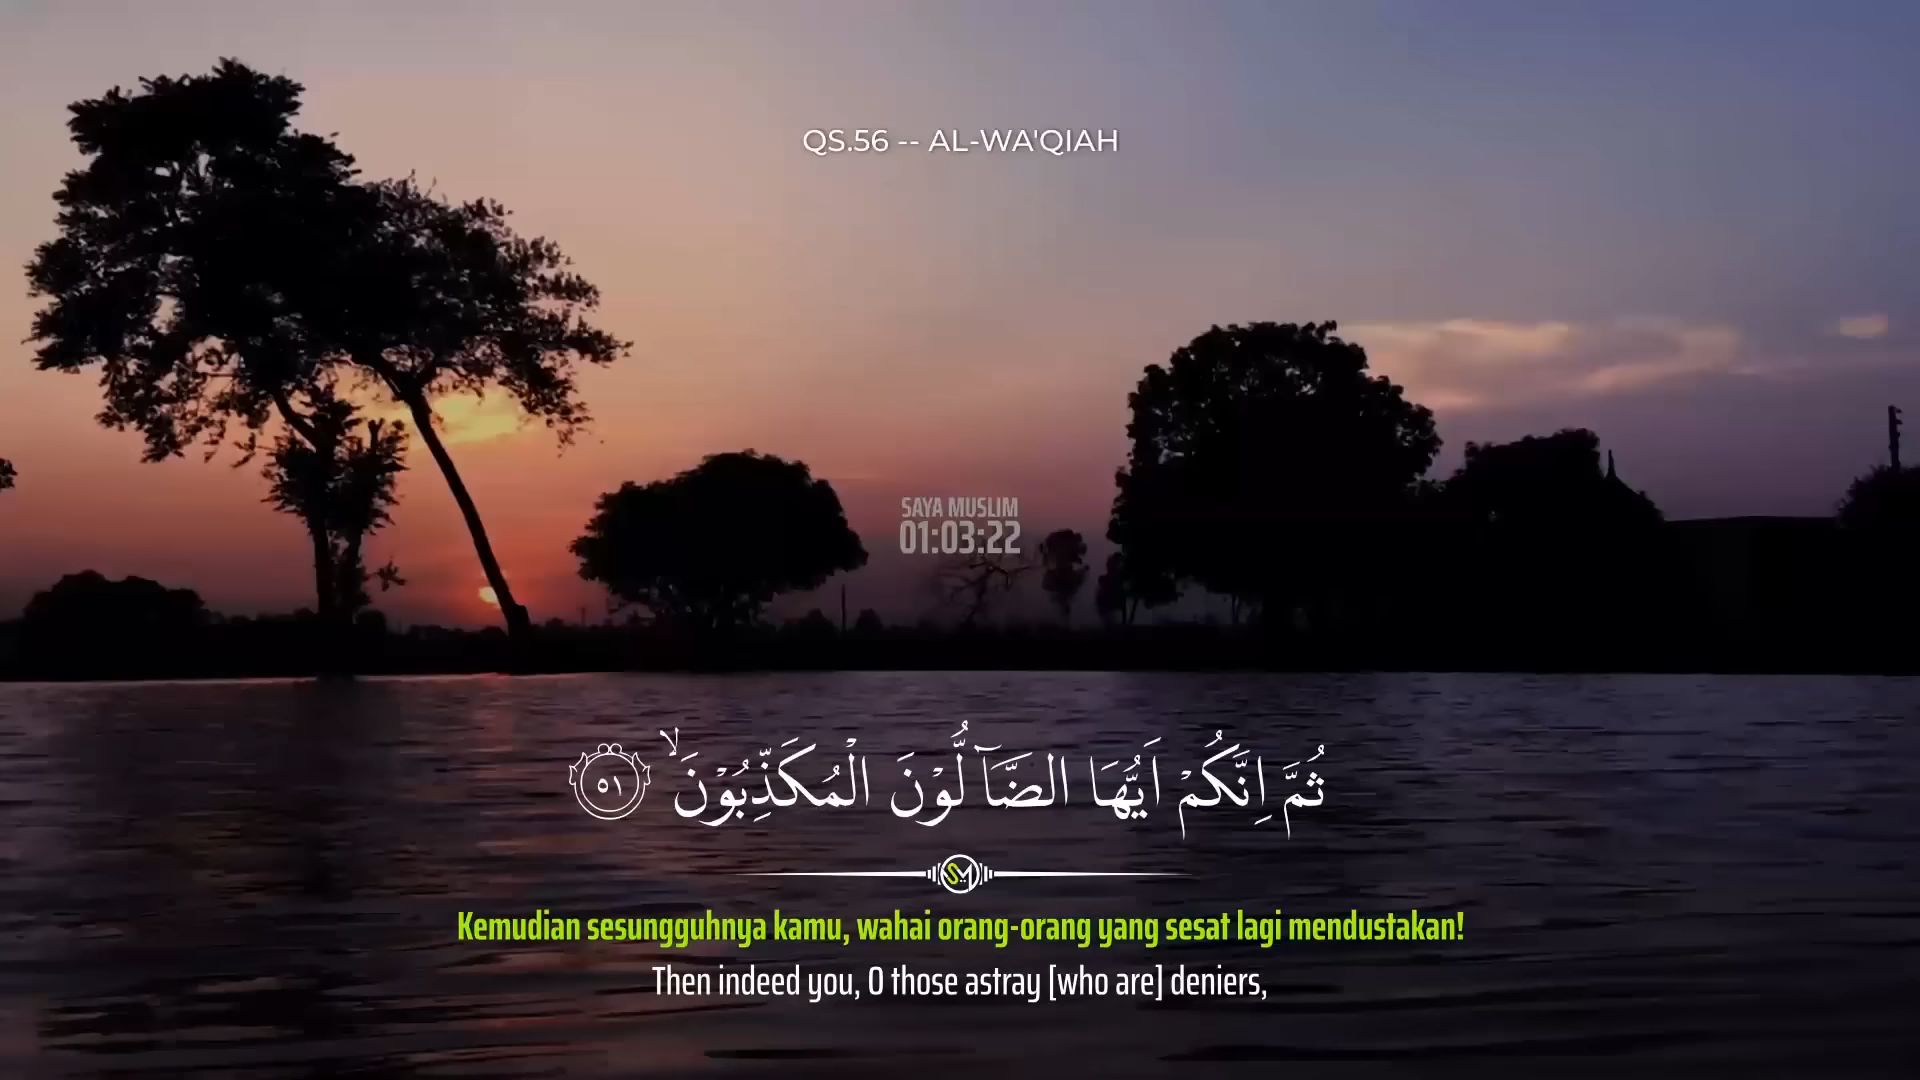 QS.56 -- AL-WA'QIAH
SAYA MUSLIM
01:03:22
ثُمَّ اِنَّكُمْ اَيُّهَا الضَّاۤلُّوْنَ الْمُكَذِّبُوْنَۙ ٥١
SM
Kemudian sesungguhnya kamu, wahai orang-orang yang sesat lagi mendustakan!
Then indeed you, O those astray [who are] deniers,